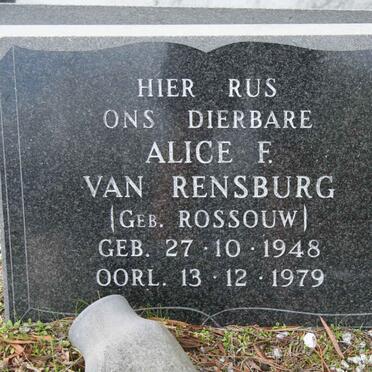 HIER RUS
ONS DIERBARE
ALICE F.
VAN RENSBURG
(GEB. ROSSOUW)
GEB. 27·10·1948
OORL. 13·12·1979